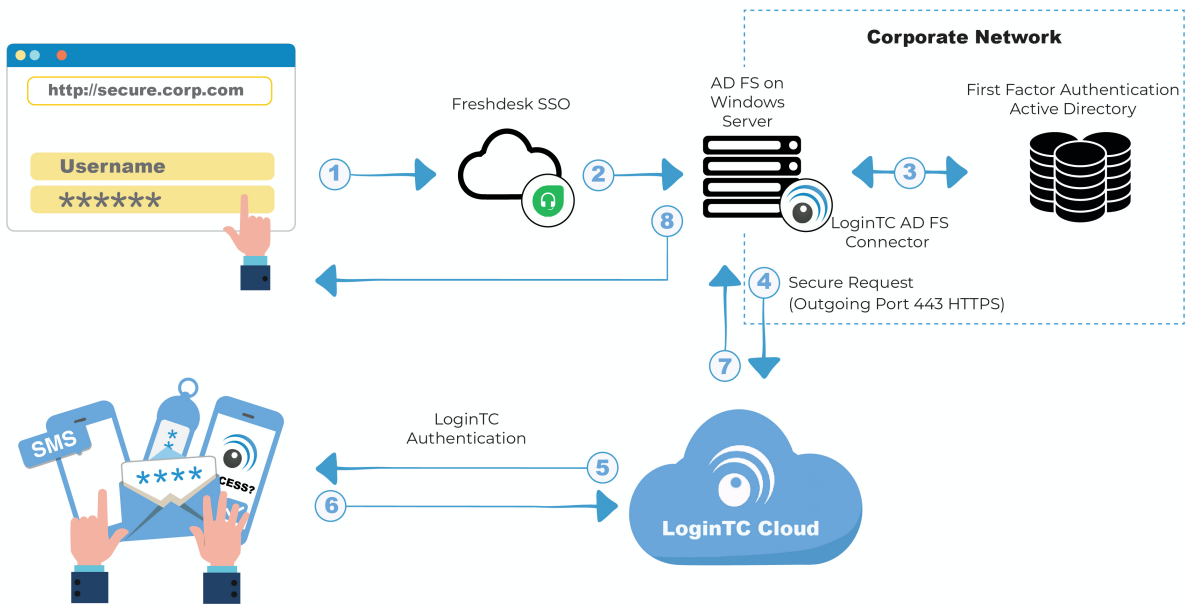 Corporate Network
http://secure.corp.com
Username
******
1
Freshdesk SSO
2
AD FS on
Windows
Server
3
First Factor Authentication
Active Directory
LoginTC AD FS
Connector
8
4
Secure Request
(Outgoing Port 443 HTTPS)
7
SMS
**
****
CESS?
LoginTC
Authentication
5
6
LoginTC Cloud